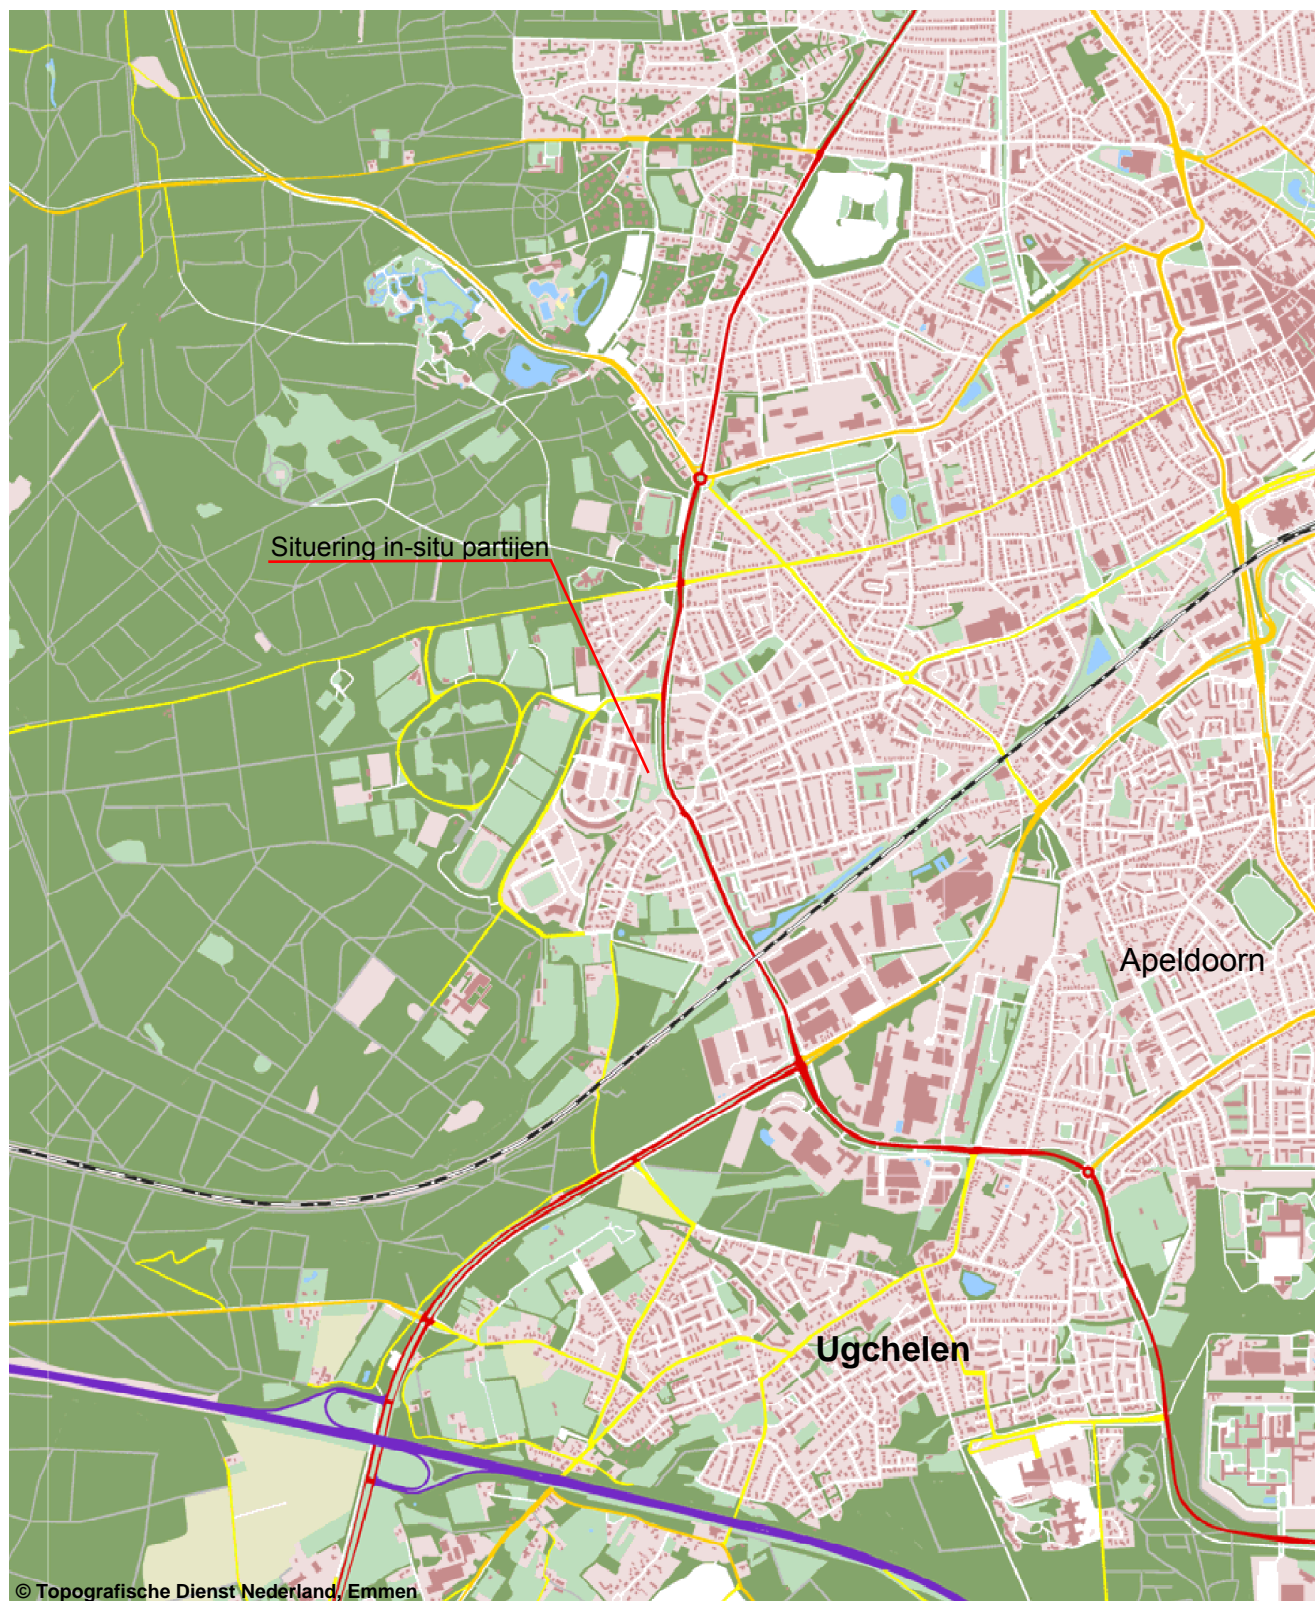 Situering in-situ partijen
Apeldoorn
Ugchelen
© Topografische Dienst Nederland, Emmen